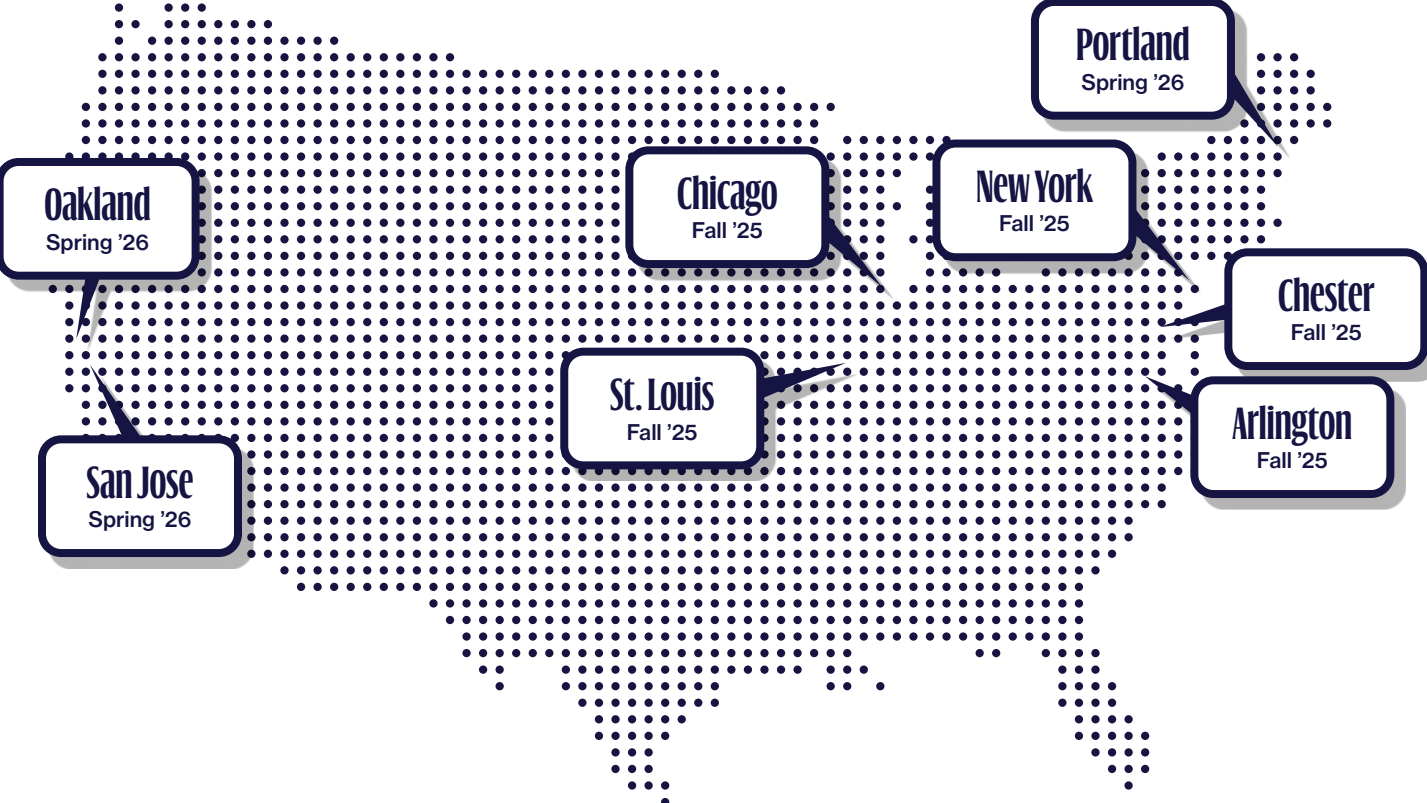 Portland
Spring ’26
Oakland
Spring ’26
Chicago
Fall ’25
New York
Fall ’25
Chester
Fall ’25
St. Louis
Fall ’25
Arlington
Fall ’25
San Jose
Spring ’26